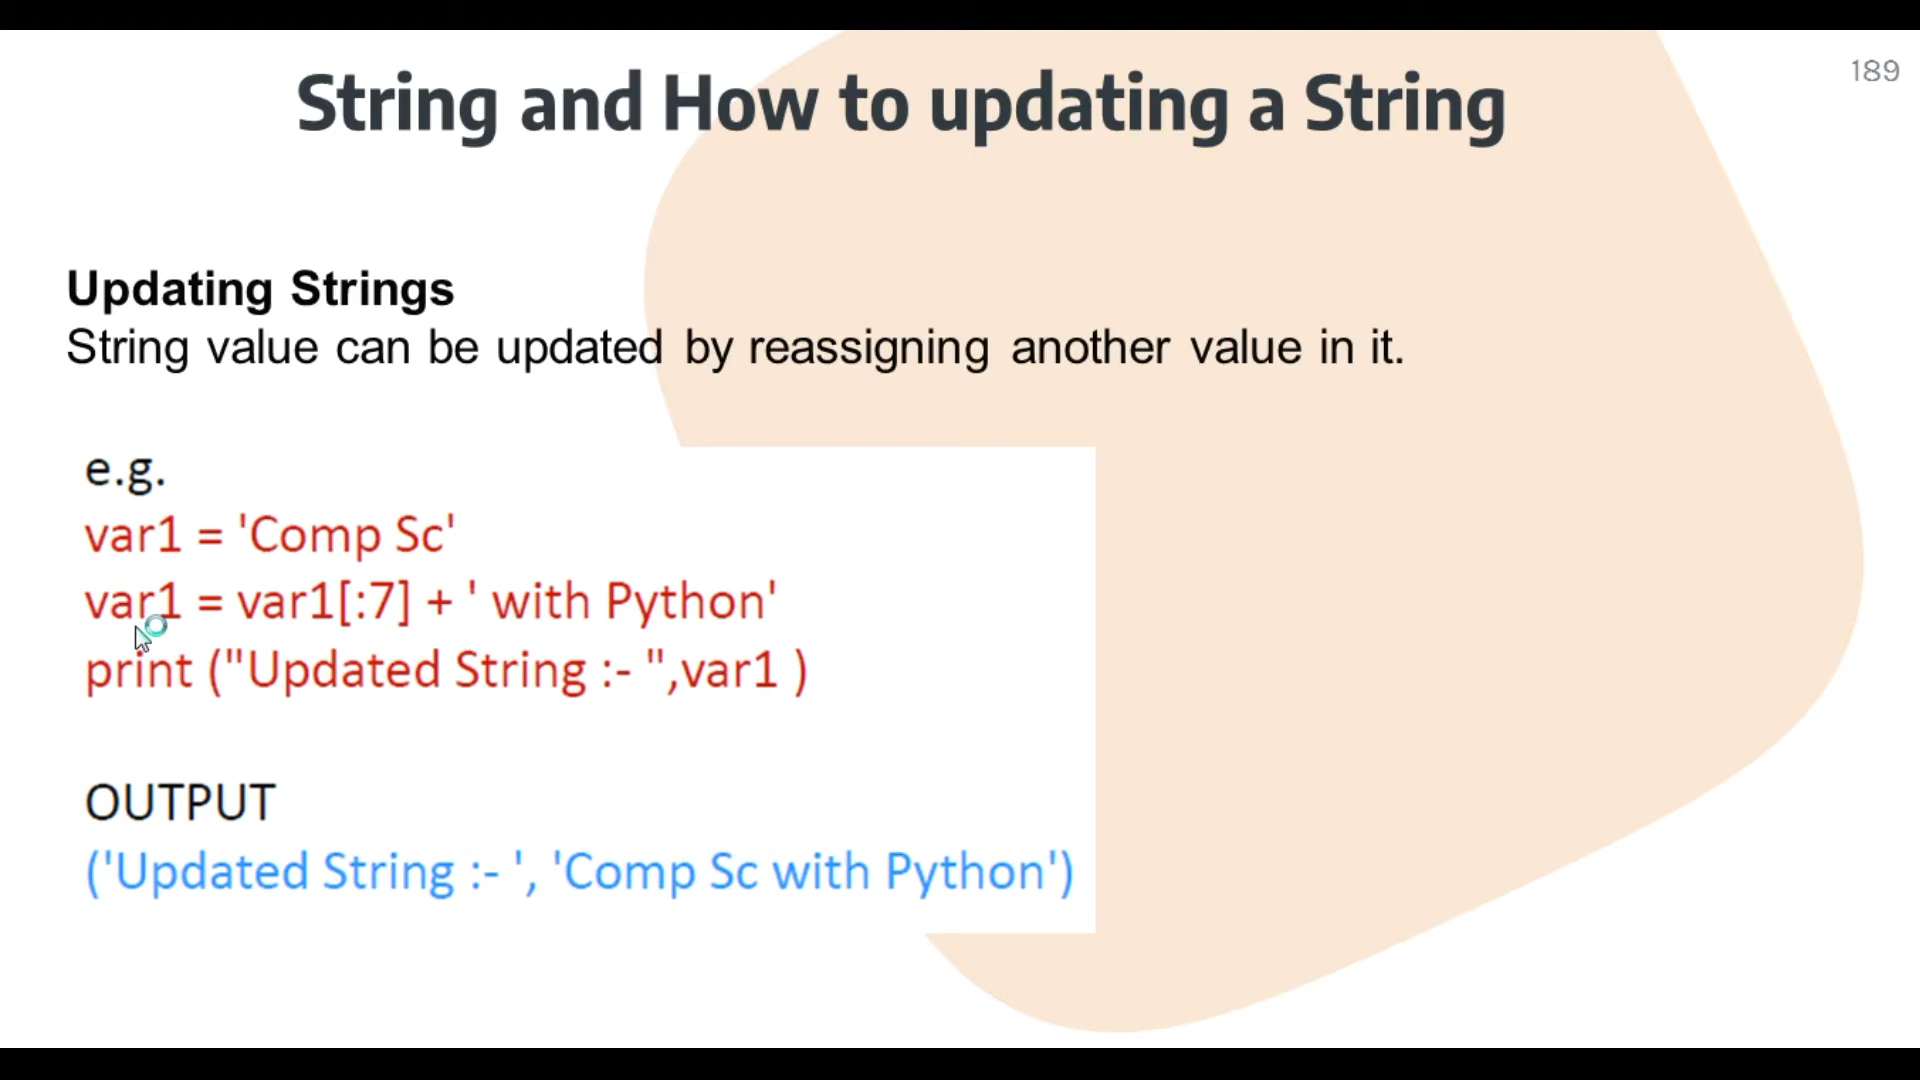 189
String and How to updating a String
Updating Strings
String value can be updated by reassigning another value in it.
e.g.
var1 = 'Comp Sc'
var1 = var1[:7] + ' with Python'
print ("Updated String :- ",var1 )
OUTPUT
('Updated String :- ', 'Comp Sc with Python')